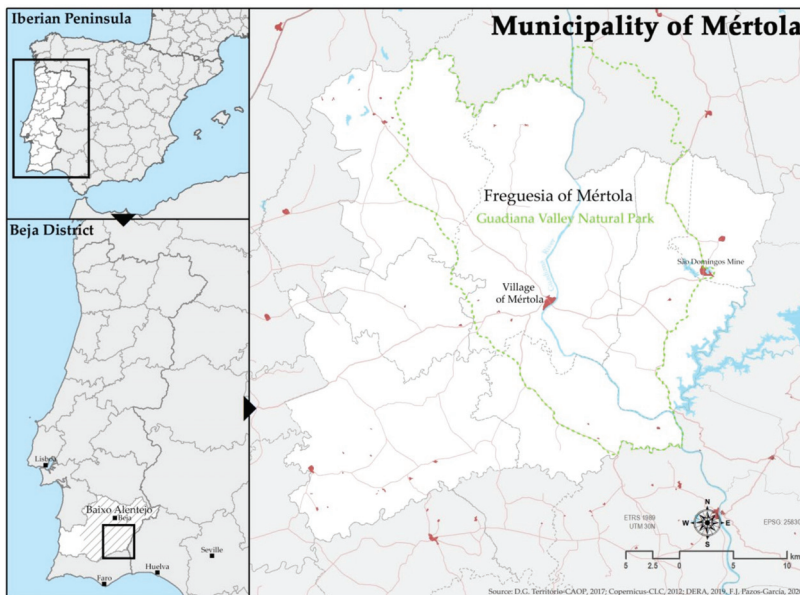 Iberian Peninsula
Municipality of Mértola
Freguesia of Mértola
Guadiana Valley Natural Park
São Domingos Mine
Village
of Mértola
Beja District
Lisboa
Baixo Alentejo
Beja
Seville
Huelva
Faro
N
W
E
S
ETRS 1989
UTM 30N
EPSG: 25830
5 2.5 0 5 10
km
Source: D.G. Território-CAOP, 2017; Copernicus-CLC, 2012; DERA, 2019, F.J. Pazos-García, 2020